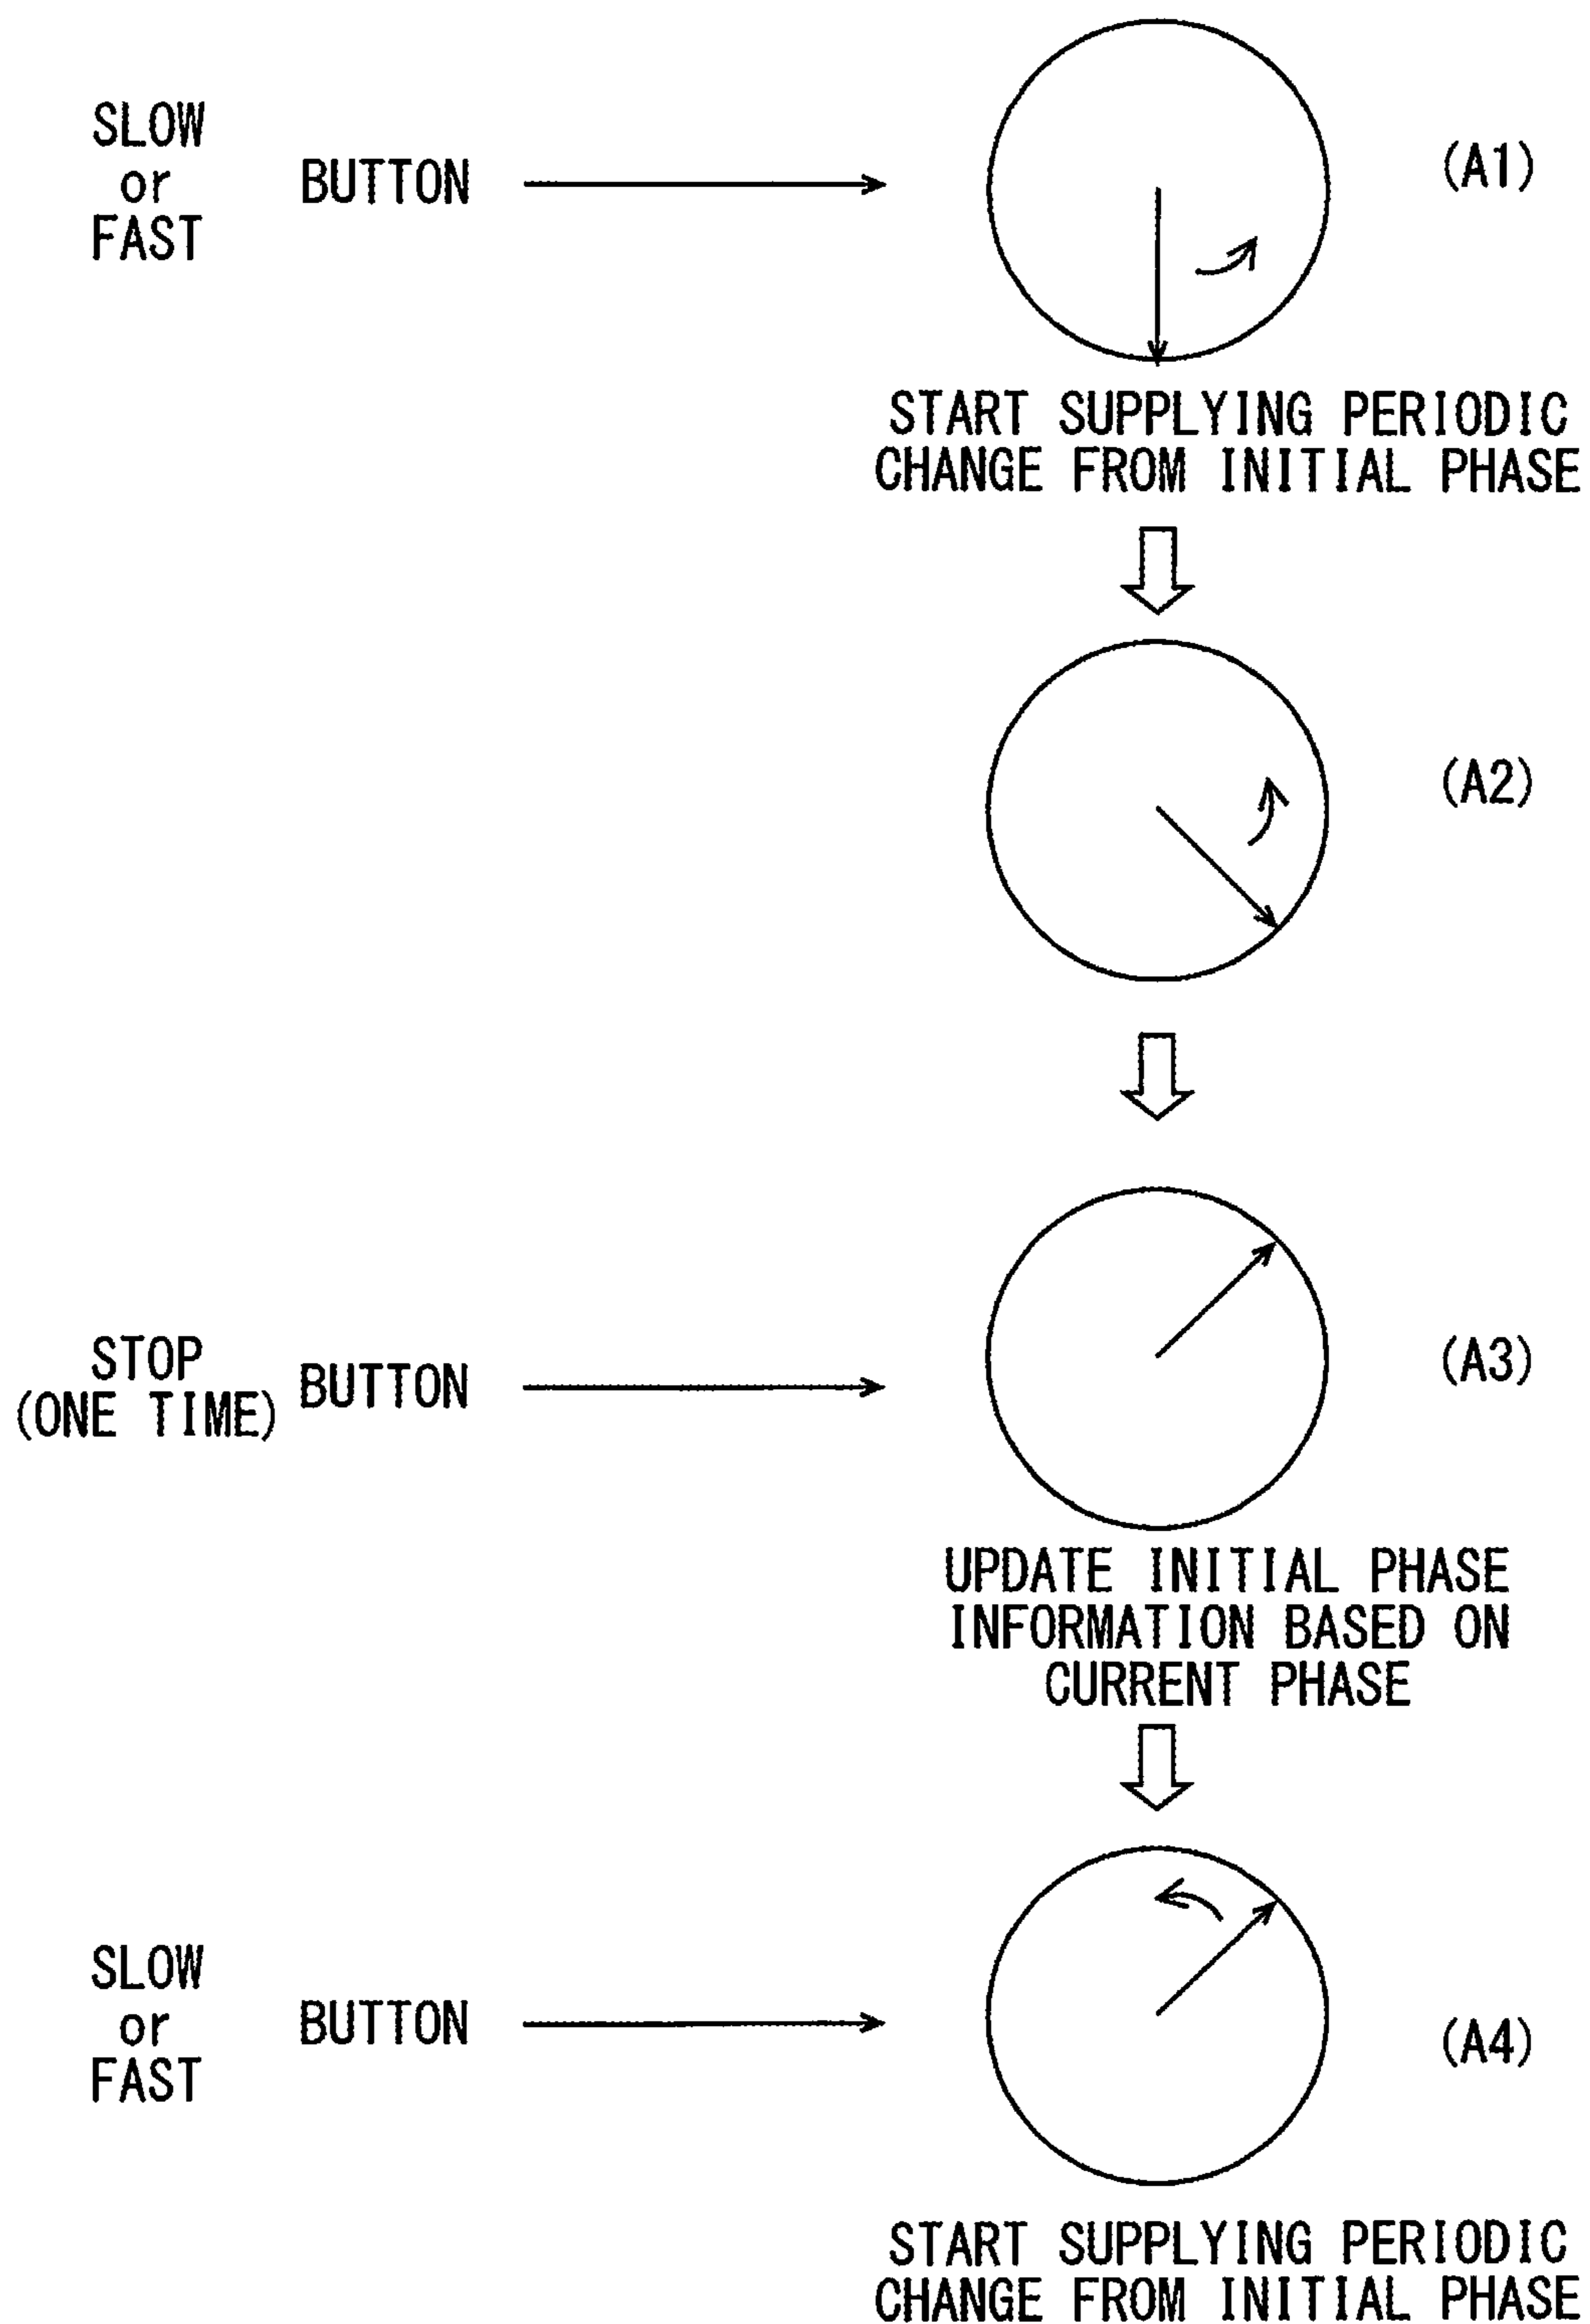 SLOW
or
FAST
BUTTON
(A1)
START SUPPLYING PERIODIC
CHANGE FROM INITIAL PHASE
(A2)
STOP
(ONE TIME)
BUTTON
(A3)
UPDATE INITIAL PHASE
INFORMATION BASED ON
CURRENT PHASE
SLOW
or
FAST
BUTTON
(A4)
START SUPPLYING PERIODIC
CHANGE FROM INITIAL PHASE